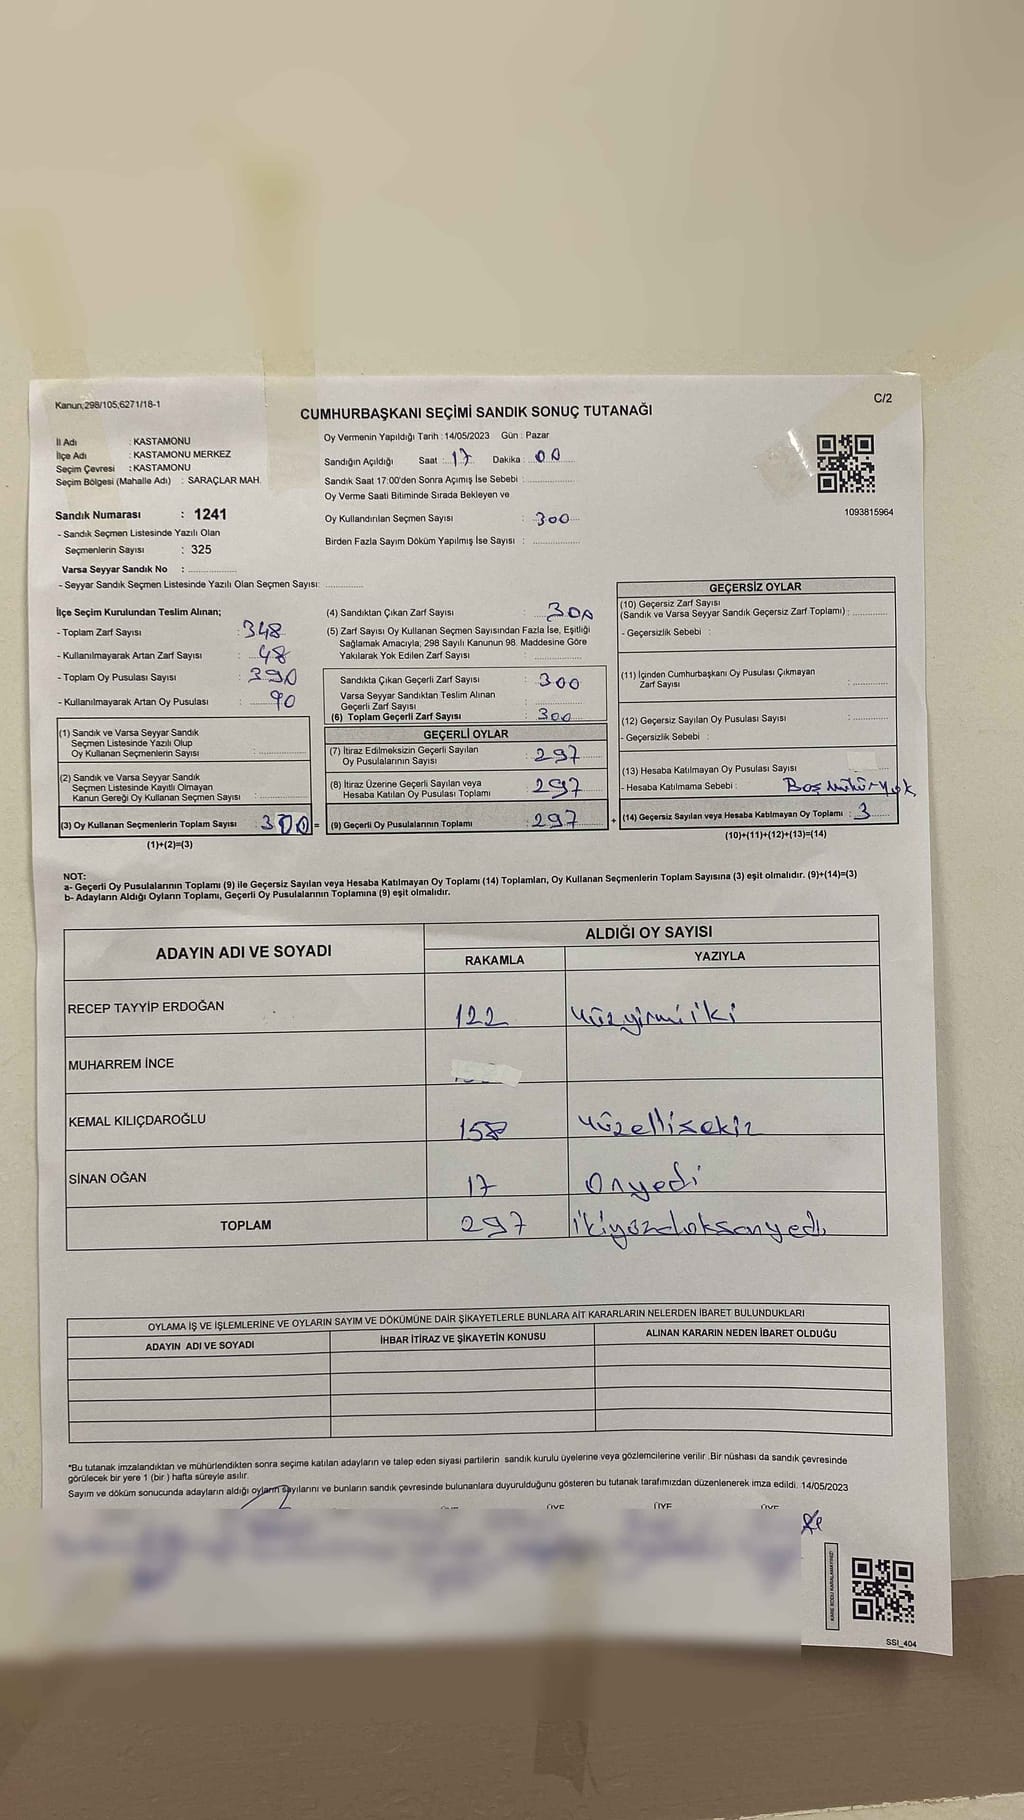 Kanun;298/105,6271/18-1
C/2
CUMHURBAŞKANI SEÇİMİ SANDIK SONUÇ TUTANAĞI
İl Adı : KASTAMONU
İlçe Adı : KASTAMONU MERKEZ
Seçim Çevresi : KASTAMONU
Seçim Bölgesi (Mahalle Adı) : SARAÇLAR MAH.
Sandık Numarası : 1241
- Sandık Seçmen Listesinde Yazılı Olan
Seçmenlerin Sayısı : 325
Varsa Seyyar Sandık No :
- Seyyar Sandık Seçmen Listesinde Yazılı Olan Seçmen Sayısı:
Oy Vermenin Yapıldığı Tarih : 14/05/2023 Gün : Pazar
Sandığın Açıldığı Saat : 17 Dakika : 00
Sandık Saat 17:00'den Sonra Açımış İse Sebebi :
Oy Verme Saati Bitiminde Sırada Bekleyen ve
Oy Kullandırılan Seçmen Sayısı : 300
Birden Fazla Sayım Döküm Yapılmış İse Sayısı :
1093815964
İlçe Seçim Kurulundan Teslim Alınan;
- Toplam Zarf Sayısı : 348
- Kullanılmayarak Artan Zarf Sayısı : 48
- Toplam Oy Pusulası Sayısı : 390
- Kullanılmayarak Artan Oy Pusulası : 90
(1) Sandık ve Varsa Seyyar Sandık
Seçmen Listesinde Yazılı Olup
Oy Kullanan Seçmenlerin Sayısı :
(2) Sandık ve Varsa Seyyar Sandık
Seçmen Listesinde Kayıtlı Olmayan
Kanun Gereği Oy Kullanan Seçmen Sayısı :
(3) Oy Kullanan Seçmenlerin Toplam Sayısı : 300 =
(1)+(2)=(3)
(4) Sandıktan Çıkan Zarf Sayısı : 300
(5) Zarf Sayısı Oy Kullanan Seçmen Sayısından Fazla İse, Eşitliği
Sağlamak Amacıyla, 298 Sayılı Kanunun 98. Maddesine Göre
Yakılarak Yok Edilen Zarf Sayısı :
Sandıkta Çıkan Geçerli Zarf Sayısı : 300
Varsa Seyyar Sandıktan Teslim Alınan
Geçerli Zarf Sayısı :
(6) Toplam Geçerli Zarf Sayısı : 300
GEÇERLİ OYLAR
(7) İtiraz Edilmeksizin Geçerli Sayılan
Oy Pusulalarının Sayısı : 297
(8) İtiraz Üzerine Geçerli Sayılan veya
Hesaba Katılan Oy Pusulası Toplamı : 297
(9) Geçerli Oy Pusulalarının Toplamı : 297 +
GEÇERSİZ OYLAR
(10) Geçersiz Zarf Sayısı
(Sandık ve Varsa Seyyar Sandık Geçersiz Zarf Toplamı) :
- Geçersizlik Sebebi :
(11) İçinden Cumhurbaşkanı Oy Pusulası Çıkmayan
Zarf Sayısı :
(12) Geçersiz Sayılan Oy Pusulası Sayısı :
- Geçersizlik Sebebi :
(13) Hesaba Katılmayan Oy Pusulası Sayısı
- Hesaba Katılmama Sebebi : Boş mühür yok
(14) Geçersiz Sayılan veya Hesaba Katılmayan Oy Toplamı : 3
(10)+(11)+(12)+(13)=(14)
NOT:
a- Geçerli Oy Pusulalarının Toplamı (9) ile Geçersiz Sayılan veya Hesaba Katılmayan Oy Toplamı (14) Toplamları, Oy Kullanan Seçmenlerin Toplam Sayısına (3) eşit olmalıdır. (9)+(14)=(3)
b- Adayların Aldığı Oyların Toplamı, Geçerli Oy Pusulalarının Toplamına (9) eşit olmalıdır.
ADAYIN ADI VE SOYADI ALDIĞI OY SAYISI
RAKAMLA YAZIYLA
RECEP TAYYİP ERDOĞAN 122 Yüzyirmiiki
MUHARREM İNCE
KEMAL KILIÇDAROĞLU 158 Yüzellisekiz
SİNAN OĞAN 17 Onyedi
TOPLAM 297 ikiyüzdoksanyedi
OYLAMA İŞ VE İŞLEMLERİNE VE OYLARIN SAYIM VE DÖKÜMÜNE DAİR ŞİKAYETLERLE BUNLARA AİT KARARLARIN NELERDEN İBARET BULUNDUKLARI
ADAYIN ADI VE SOYADI İHBAR İTİRAZ VE ŞİKAYETİN KONUSU ALINAN KARARIN NEDEN İBARET OLDUĞU
*Bu tutanak imzalandıktan ve mühürlendikten sonra seçime katılan adayların ve talep eden siyasi partilerin sandık kurulu üyelerine veya gözlemcilerine verilir .Bir nüshası da sandık çevresinde
görülecek bir yere 1 (bir ) hafta süreyle asılır.
Sayım ve döküm sonucunda adayların aldığı oyların sayılarını ve bunların sandık çevresinde bulunanlara duyurulduğunu gösteren bu tutanak tarafımızdan düzenlenerek imza edildi. 14/05/2023
ÜYE ÜYE ÜYE ÜYE
KARE KODU KARALAMAYINIZ!
SSI_404